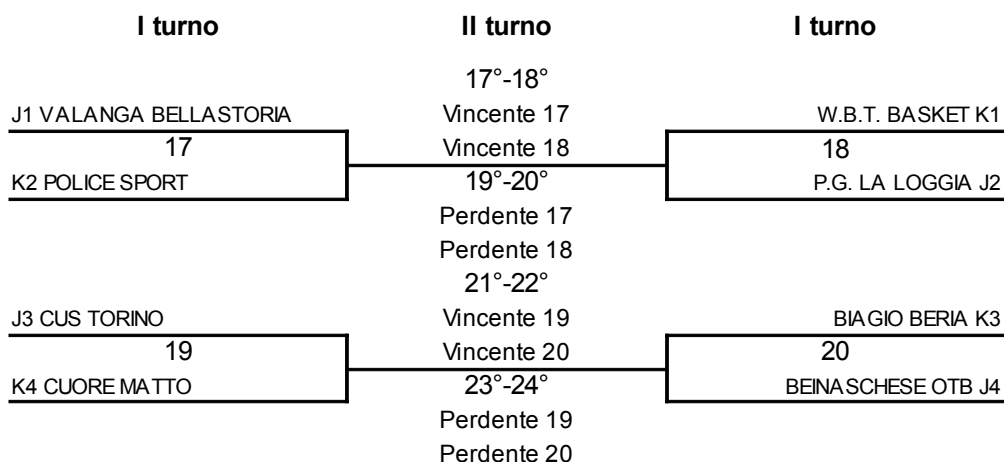 I turno II turno I turno
17°-18°
J1 VALANGA BELLASTORIA Vincente 17 W.B.T. BASKET K1
17 Vincente 18 18
K2 POLICE SPORT 19°-20° P.G. LA LOGGIA J2
Perdente 17
Perdente 18
21°-22°
J3 CUS TORINO Vincente 19 BIAGIO BERIA K3
19 Vincente 20 20
K4 CUORE MATTO 23°-24° BEINASCHESE OTB J4
Perdente 19
Perdente 20